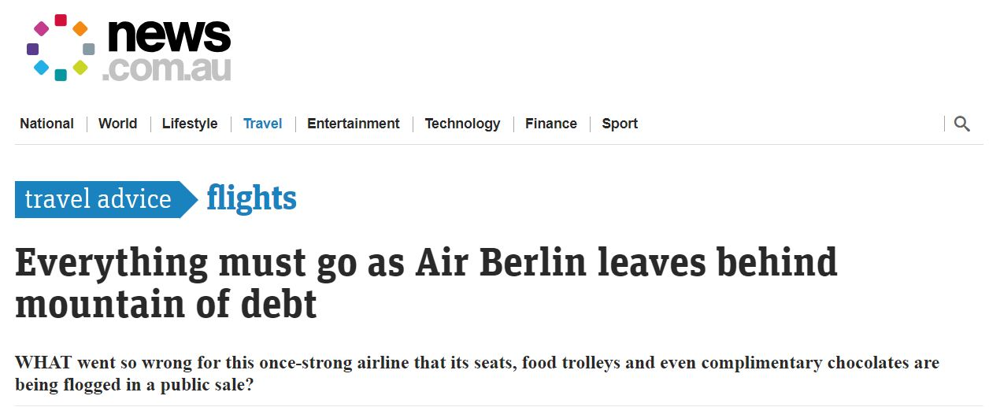 news
.com.au
National World Lifestyle Travel Entertainment Technology Finance Sport
travel advice flights
Everything must go as Air Berlin leaves behind
mountain of debt
WHAT went so wrong for this once-strong airline that its seats, food trolleys and even complimentary chocolates are
being flogged in a public sale?